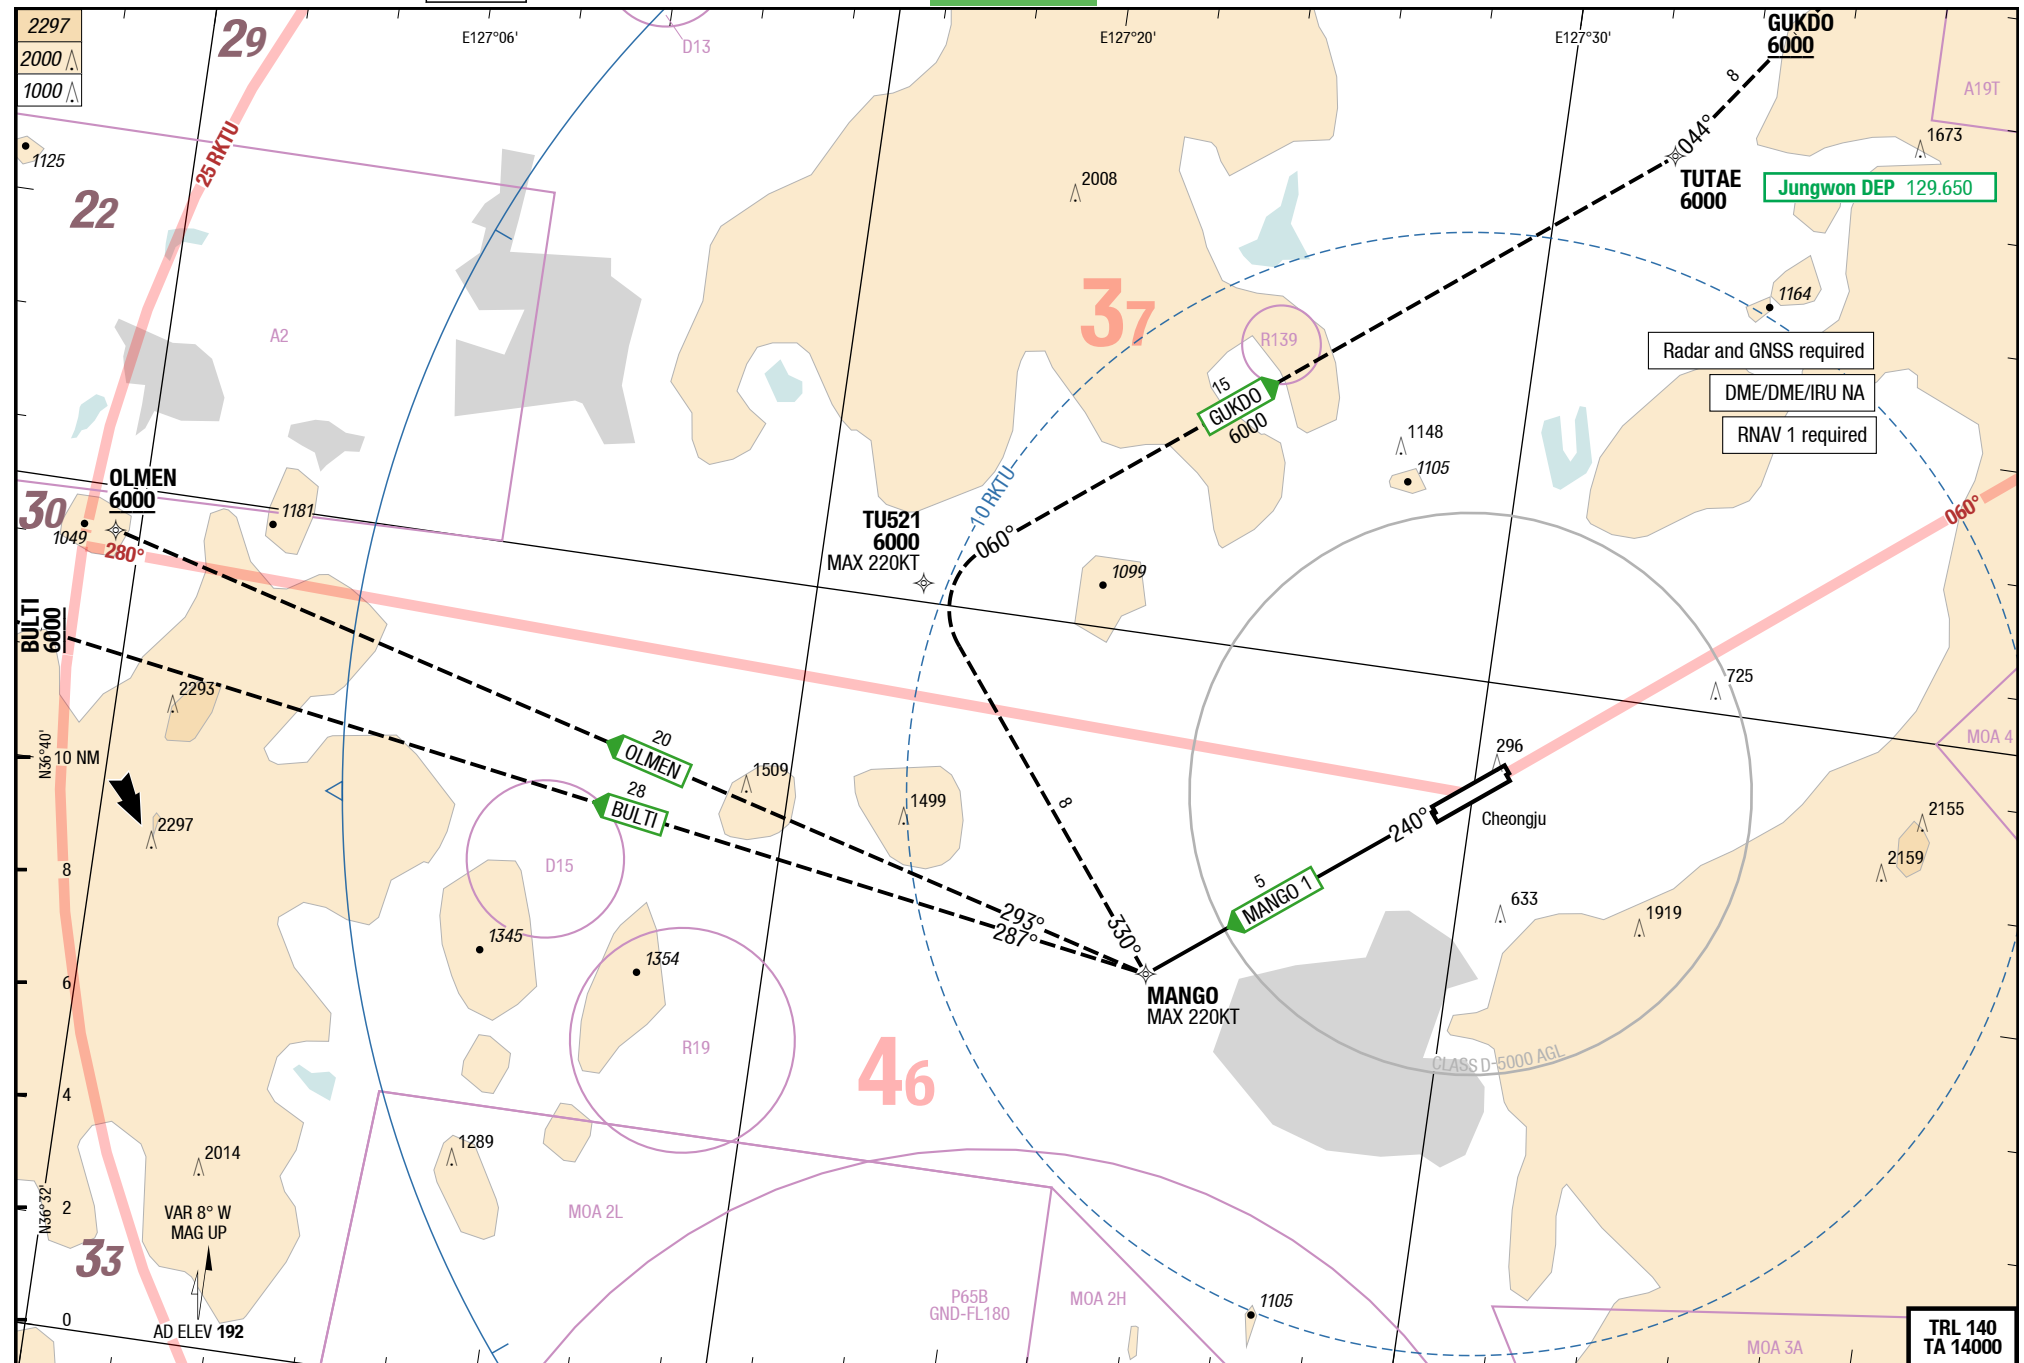 2297
2000
1000
29
E127°06'
D13
E127°20'
E127°30'
GUKDO
6000
8
044°
A19T
1673
1125
25 RKTU
22
2008
TUTAE
6000
Jungwon DEP 129.650
A2
37
R139
1164
Radar and GNSS required
DME/DME/IRU NA
RNAV 1 required
15
GUKDO
6000
1148
1105
OLMEN
6000
30
1049
1181
280°
TU521
6000
MAX 220KT
10 RKTU
060°
060°
1099
BULTI
6000
2293
725
296
MOA 4
N36°40'
10 NM
20
OLMEN
28
BULTI
1509
1499
8
240°
Cheongju
2297
2155
2159
8
D15
5
MANGO 1
633
1919
293°
287°
330°
1345
1354
6
MANGO
MAX 220KT
R19
46
CLASS D-5000 AGL
4
1289
2014
N36°32'
2
VAR 8° W
MAG UP
MOA 2L
33
P65B
GND-FL180
MOA 2H
1105
0
AD ELEV 192
MOA 3A
TRL 140
TA 14000